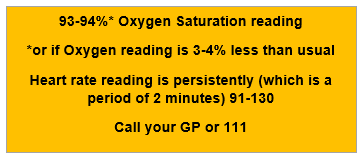 93-94%* Oxygen Saturation reading
*or if Oxygen reading is 3-4% less than usual
Heart rate reading is persistently (which is a
period of 2 minutes) 91-130
Call your GP or 111